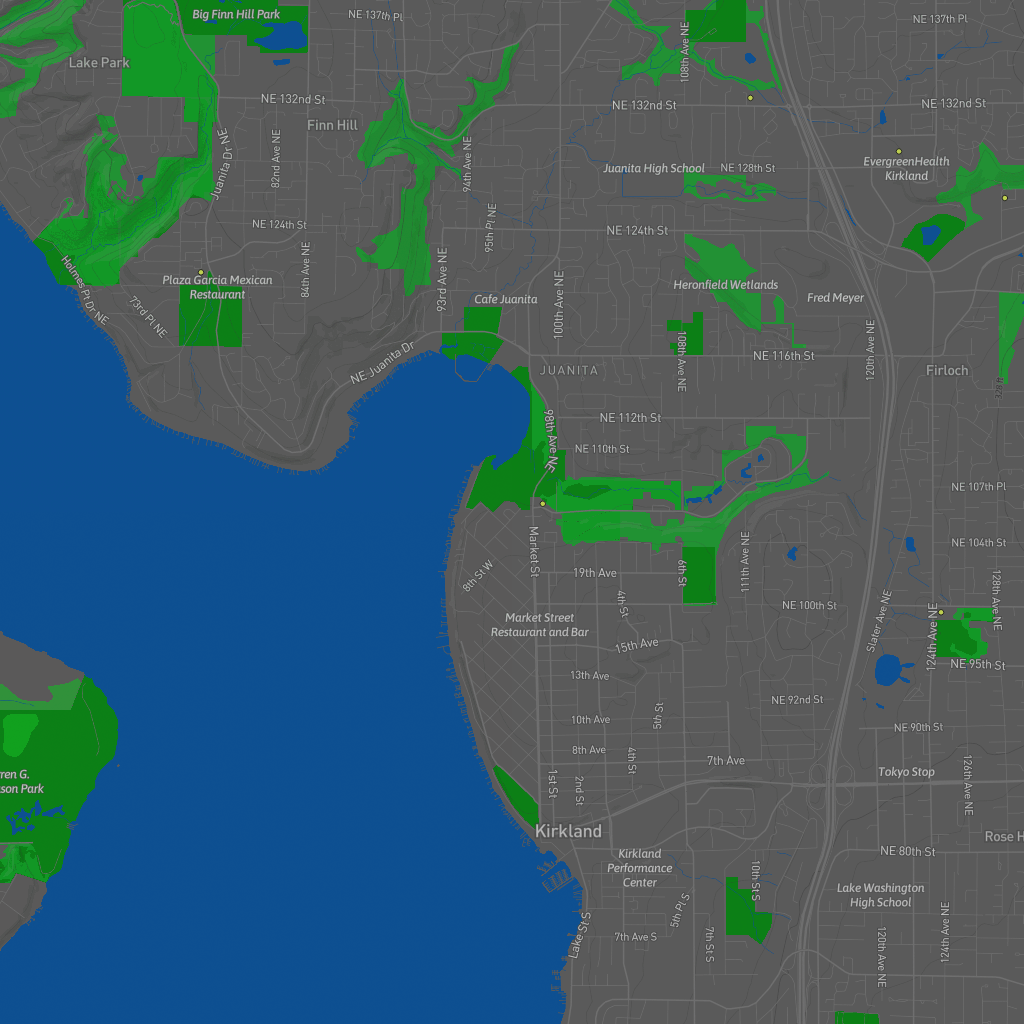 Big Finn Hill Park
NE 137th Pl
NE 137th Pl
108th Ave NE
Lake Park
NE 132nd St
NE 132nd St
NE 132nd St
Finn Hill
Juanita Dr NE
82nd Ave NE
94th Ave NE
Juanita High School
NE 128th St
EvergreenHealth
Kirkland
NE 124th St
84th Ave NE
95th Pl NE
NE 124th St
Holmes Pt Dr NE
73rd Pl NE
Plaza Garcia Mexican
Restaurant
93rd Ave NE
Cafe Juanita
100th Ave NE
Heronfield Wetlands
Fred Meyer
NE Juanita Dr
108th Ave NE
NE 116th St
120th Ave NE
JUANITA
Firloch
98th Ave NE
NE 112th St
NE 110th St
NE 107th Pl
Market St
NE 104th St
8th St W
19th Ave
6th St
111th Ave NE
128th Ave NE
4th St
NE 100th St
Slater Ave NE
124th Ave NE
Market Street
Restaurant and Bar
15th Ave
NE 95th St
13th Ave
NE 92nd St
5th St
10th Ave
NE 90th St
8th Ave
4th St
7th Ave
ren G.
son Park
1st St
2nd St
Tokyo Stop
126th Ave NE
Kirkland
Rose H
Kirkland
Performance
Center
NE 80th St
10th St S
Lake Washington
High School
5th Pl S
Lake St S
7th Ave S
7th St S
120th Ave NE
124th Ave NE